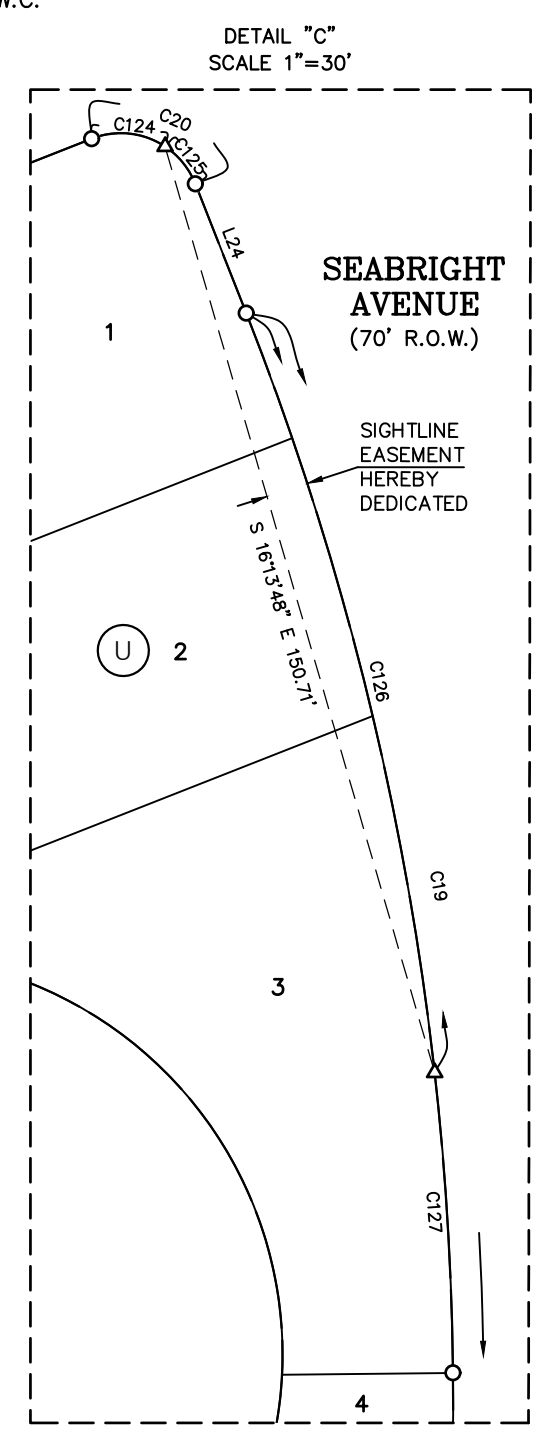 W.C.
DETAIL "C"
SCALE 1"=30'
C124
C20
C125
L24
SEABRIGHT
AVENUE
(70' R.O.W.)
1
SIGHTLINE
EASEMENT
HEREBY
DEDICATED
S 16°13'48" E 150.71'
U
2
C126
C19
3
C127
4